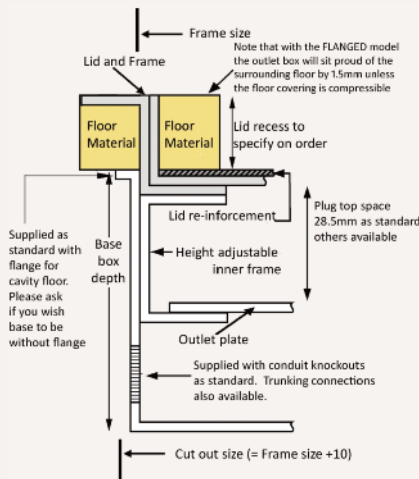 Frame size
Note that with the FLANGED model
the outlet box will sit proud of the
surrounding floor by 1.5mm unless
the floor covering is compressible
Lid and Frame
Floor
Material
Floor
Material
Lid recess to
specify on order
Lid re-inforcement
Plug top space
28.5mm as standard
others available
Supplied as
standard with
flange for
cavity floor.
Please ask
if you wish
base to be
without flange
Base
box
depth
Height adjustable
inner frame
Outlet plate
Supplied with conduit knockouts
as standard. Trunking connections
also available.
Cut out size (= Frame size +10)